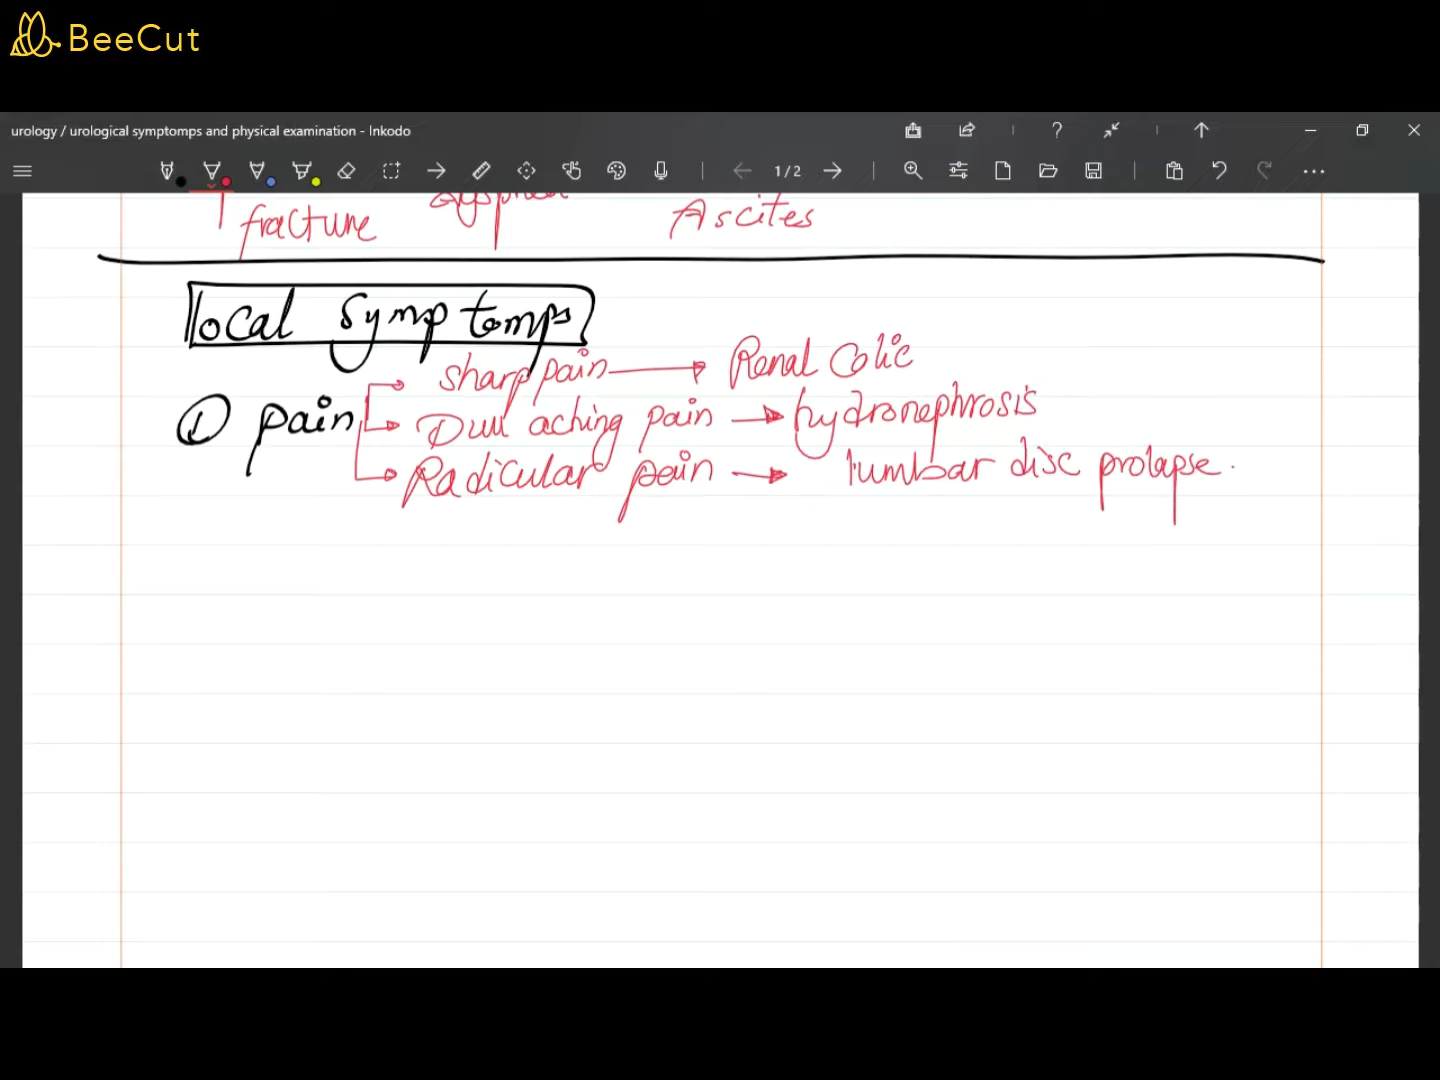 BeeCut
urology / urological symptomps and physical examination - Inkodo
1/2
fracture Ascites
local symptomps
① pain
sharp pain → Renal Colic
Dull aching pain → hydronephrosis
Radicular pain → lumbar disc prolapse.